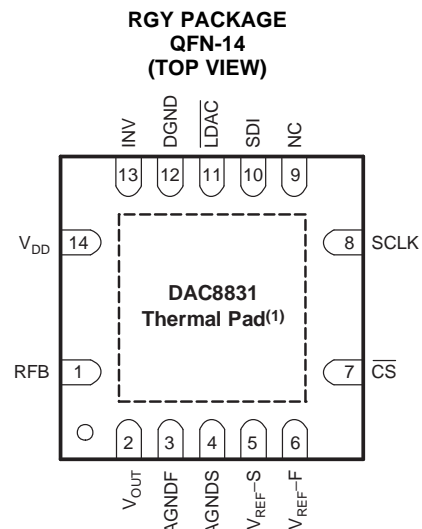 RGY PACKAGE
QFN-14
(TOP VIEW)
INV
DGND
LDAC
SDI
NC
13
12
11
10
9
VDD
14
8
SCLK
DAC8831
Thermal Pad(1)
RFB
1
7
CS
2
3
4
5
6
VOUT
AGNDF
AGNDS
VREF−S
VREF−F